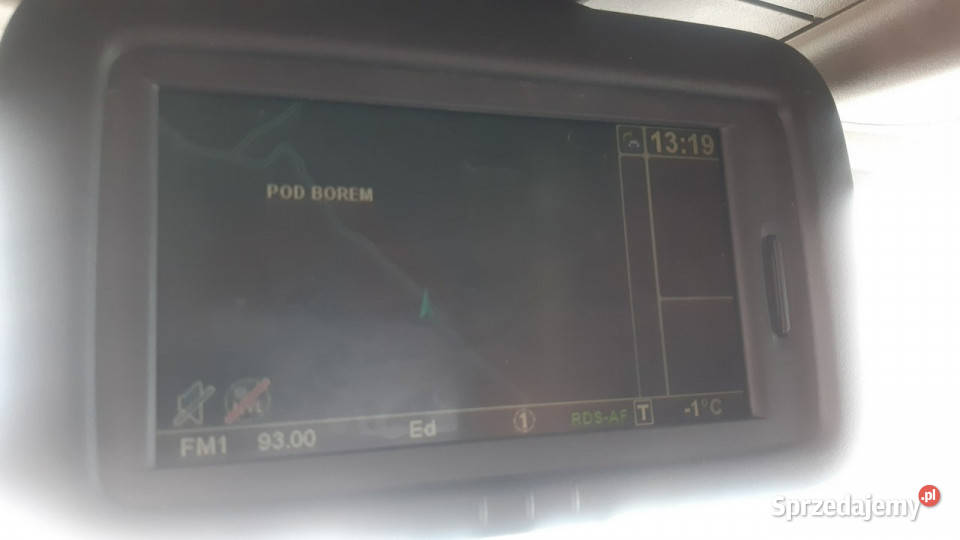 13:19
POD BOREM
FM1 93.00 Ed 1 RDS-AF T -1°C
Sprzedajemy.pl